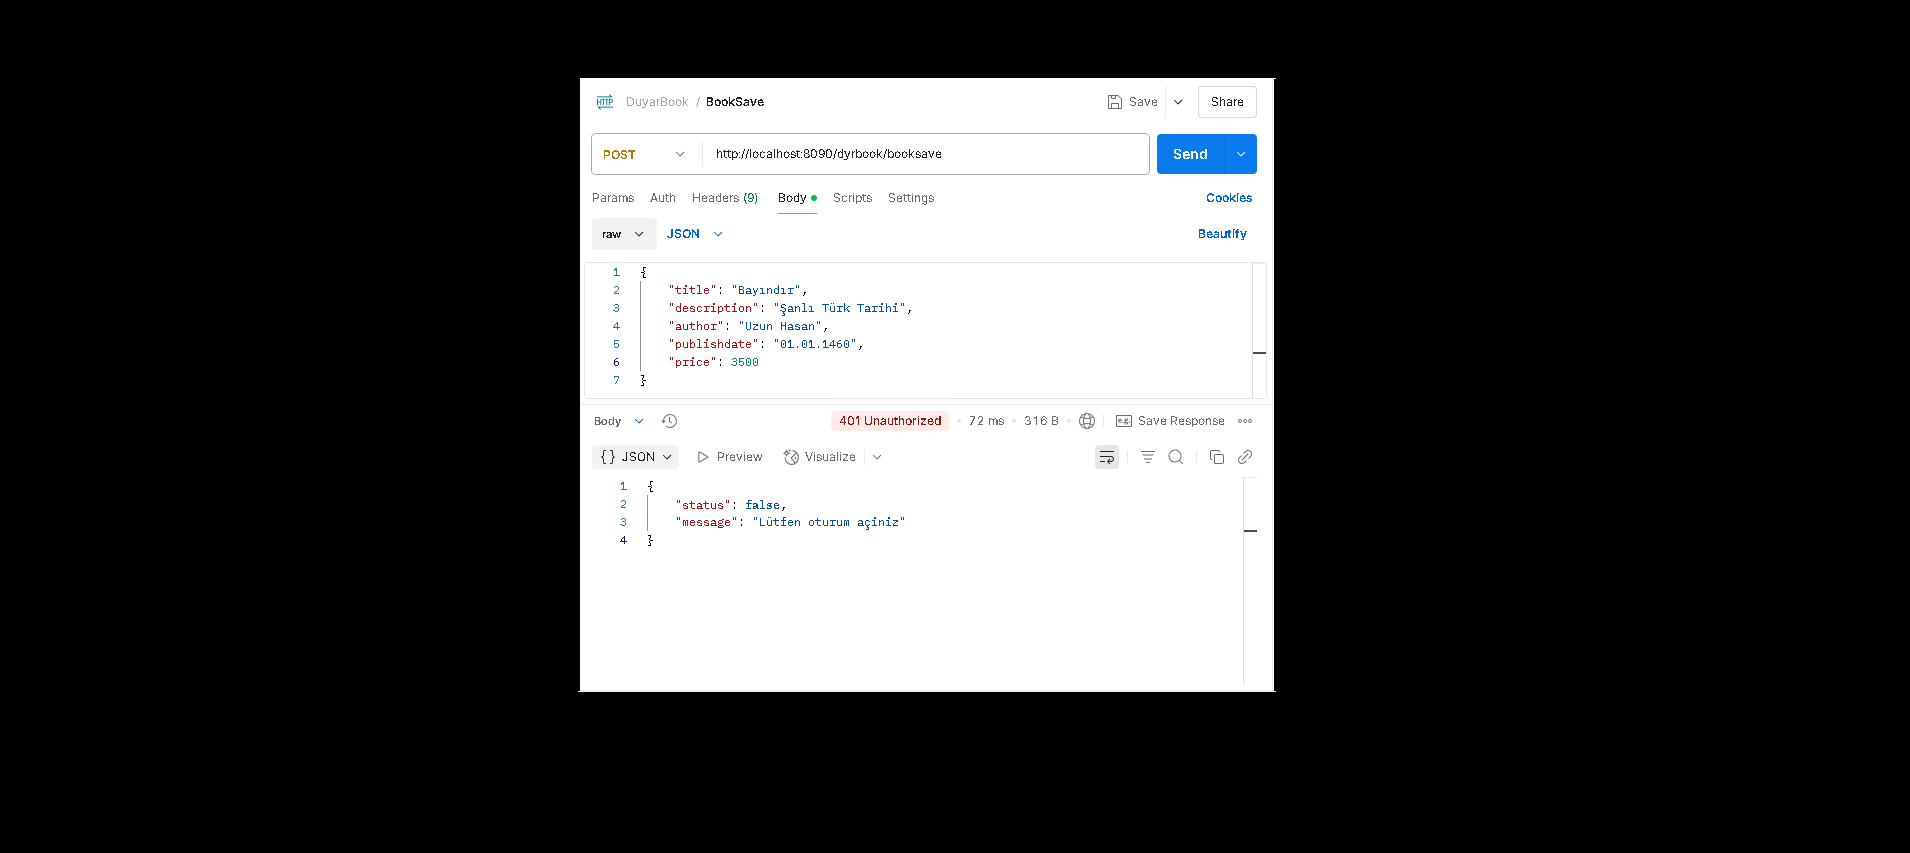 HTTP DuyarBook / BookSave Save Share
POST http://localhost:8090/dyrbook/booksave Send
Params Auth Headers (9) Body Scripts Settings Cookies
raw JSON Beautify
1 {
2 "title": "Bayındır",
3 "description": "Şanlı Türk Tarihi",
4 "author": "Uzun Hasan",
5 "publishdate": "01.01.1460",
6 "price": 3500
7 }
Body 401 Unauthorized • 72 ms • 316 B • e.g. Save Response
{} JSON Preview Visualize
1 {
2 "status": false,
3 "message": "Lütfen oturum açiniz"
4 }